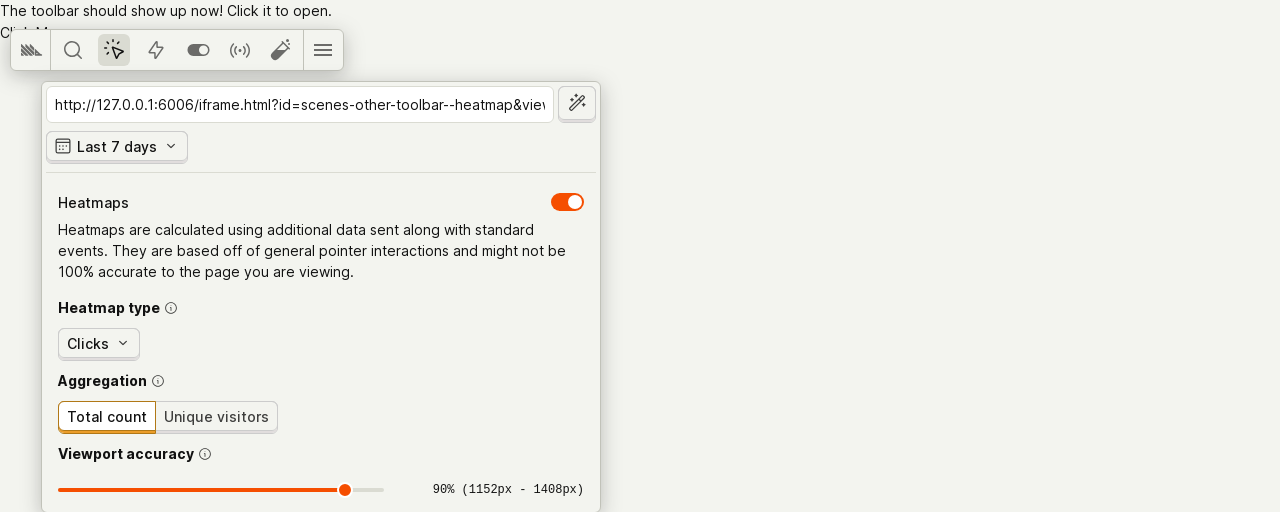 The toolbar should show up now! Click it to open.
http://127.0.0.1:6006/iframe.html?id=scenes-other-toolbar--heatmap&view
Last 7 days
Heatmaps
Heatmaps are calculated using additional data sent along with standard
events. They are based off of general pointer interactions and might not be
100% accurate to the page you are viewing.
Heatmap type
Clicks
Aggregation
Total count Unique visitors
Viewport accuracy
90% (1152px - 1408px)